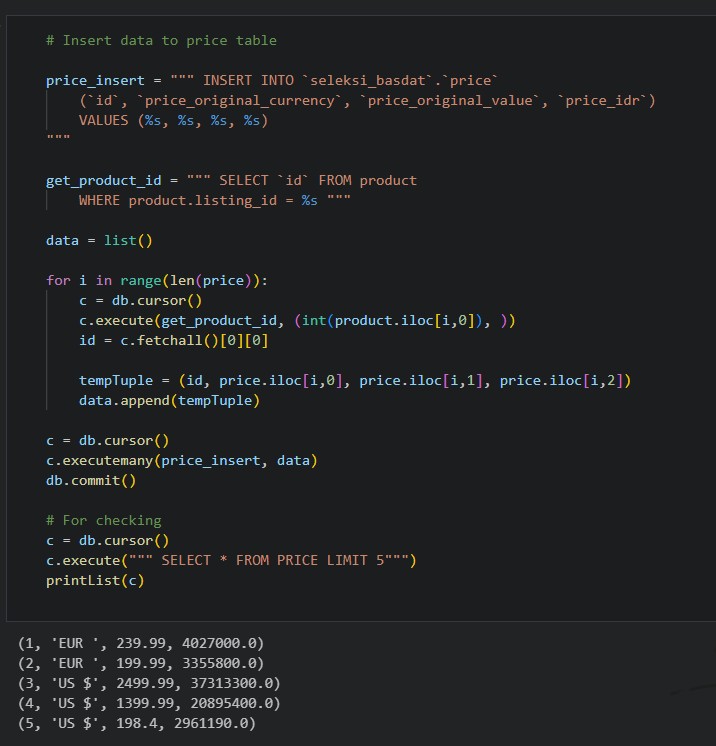 # Insert data to price table
price_insert = """ INSERT INTO `seleksi_basdat`.`price`
(`id`, `price_original_currency`, `price_original_value`, `price_idr`)
VALUES (%s, %s, %s, %s)
"""
get_product_id = """ SELECT `id` FROM product
WHERE product.listing_id = %s """
data = list()
for i in range(len(price)):
c = db.cursor()
c.execute(get_product_id, (int(product.iloc[i,0]), ))
id = c.fetchall()[0][0]
tempTuple = (id, price.iloc[i,0], price.iloc[i,1], price.iloc[i,2])
data.append(tempTuple)
c = db.cursor()
c.executemany(price_insert, data)
db.commit()
# For checking
c = db.cursor()
c.execute(""" SELECT * FROM PRICE LIMIT 5""")
printList(c)
(1, 'EUR ', 239.99, 4027000.0)
(2, 'EUR ', 199.99, 3355800.0)
(3, 'US $', 2499.99, 37313300.0)
(4, 'US $', 1399.99, 20895400.0)
(5, 'US $', 198.4, 2961190.0)